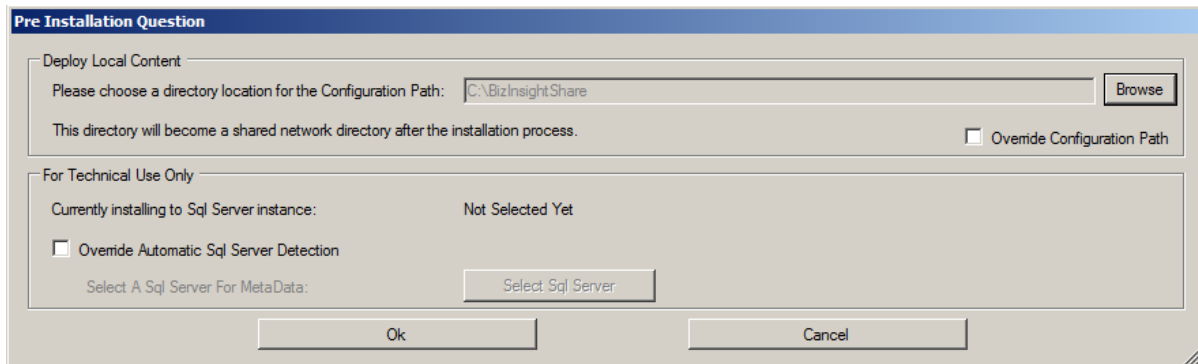 Pre Installation Question
Deploy Local Content
Please choose a directory location for the Configuration Path:
C:\BizInsightShare
Browse
This directory will become a shared network directory after the installation process.
Override Configuration Path
For Technical Use Only
Currently installing to Sql Server instance:
Not Selected Yet
Override Automatic Sql Server Detection
Select A Sql Server For MetaData:
Select Sql Server
Ok
Cancel